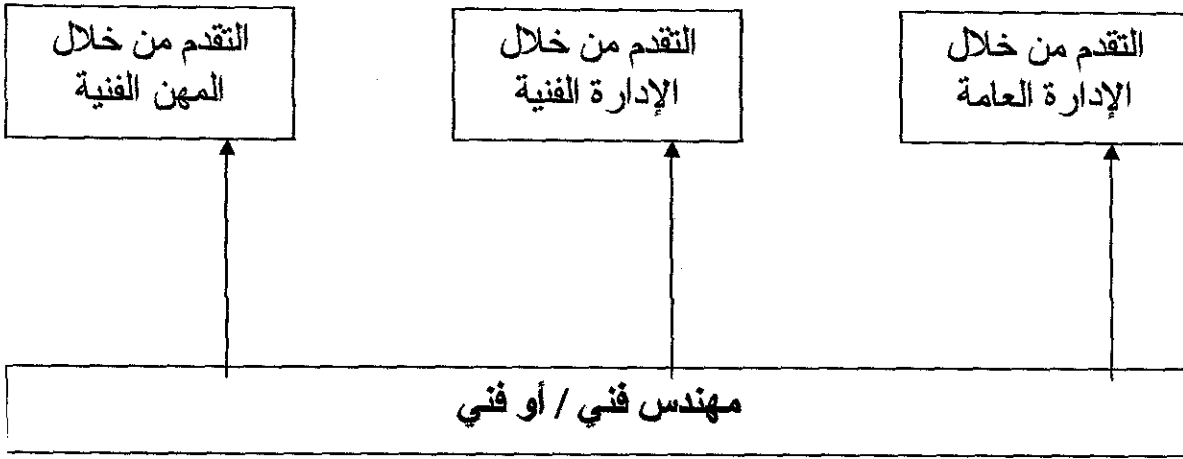 التقدم من خلال
الإدارة العامة
التقدم من خلال
الإدارة الفنية
التقدم من خلال
المهن الفنية
مهندس فني / أو فني